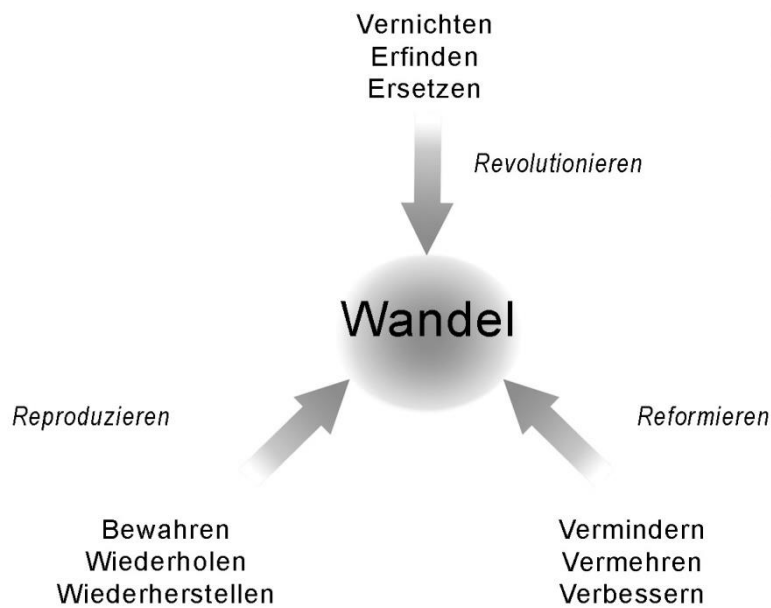 Vernichten
Erfinden
Ersetzen
Revolutionieren
Wandel
Reproduzieren
Reformieren
Bewahren
Wiederholen
Wiederherstellen
Vermindern
Vermehren
Verbessern